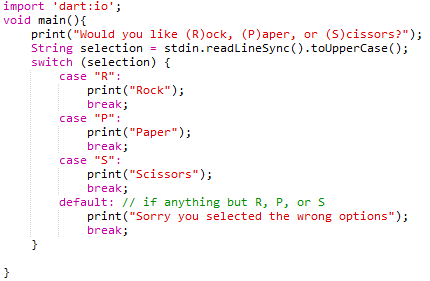 import 'dart:io';
void main(){
    print("Would you like (R)ock, (P)aper, or (S)cissors?");
    String selection = stdin.readLineSync().toUpperCase();
    switch (selection) {
        case "R":
            print("Rock");
            break;
        case "P":
            print("Paper");
            break;
        case "S":
            print("Scissors");
            break;
        default: // if anything but R, P, or S
            print("Sorry you selected the wrong options");
            break;
    }
}